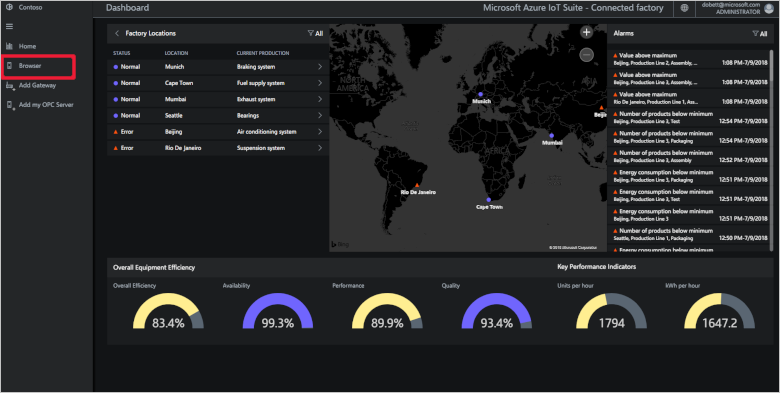 Contoso
Dashboard
Microsoft Azure IoT Suite - Connected factory
dobett@microsoft.com
ADMINISTRATOR
Home
Browser
Add Gateway
Add my OPC Server
Factory Locations
All
STATUS LOCATION CURRENT PRODUCTION
Normal Munich Braking system
Normal Cape Town Fuel supply system
Normal Mumbai Exhaust system
Normal Seattle Bearings
Error Beijing Air conditioning system
Error Rio De Janeiro Suspension system
NORTH
AMERICA
ASIA
Munich
Beijin
Mumbai
AFRICA
Rio De Janeiro
Cape Town
Bing
© 2018 Microsoft Corporation
Alarms
All
Value above maximum
Beijing, Production Line 2, Assembly, ... 1:08 PM-7/9/2018
Value above maximum
Beijing, Production Line 3, Assembly, ... 1:08 PM-7/9/2018
Value above maximum
Rio De Janeiro, Production Line 1, Ass... 1:08 PM-7/9/2018
Number of products below minimum
Beijing, Production Line 3, Test 12:54 PM-7/9/2018
Number of products below minimum
Beijing, Production Line 3, Packaging 12:54 PM-7/9/2018
Number of products below minimum
Beijing, Production Line 3, Assembly 12:52 PM-7/9/2018
Energy consumption below minimum
Beijing, Production Line 3, Packaging 12:51 PM-7/9/2018
Energy consumption below minimum
Beijing, Production Line 3, Test 12:51 PM-7/9/2018
Energy consumption below minimum
Beijing, Production Line 3 12:51 PM-7/9/2018
Number of products below minimum
Seattle, Production Line 1, Packaging 12:50 PM-7/9/2018
Energy consumption below minimum
Overall Equipment Efficiency
Key Performance Indicators
Overall Efficiency Availability Performance Quality Units per hour kWh per hour
83.4% 99.3% 89.9% 93.4% 1794 1647.2